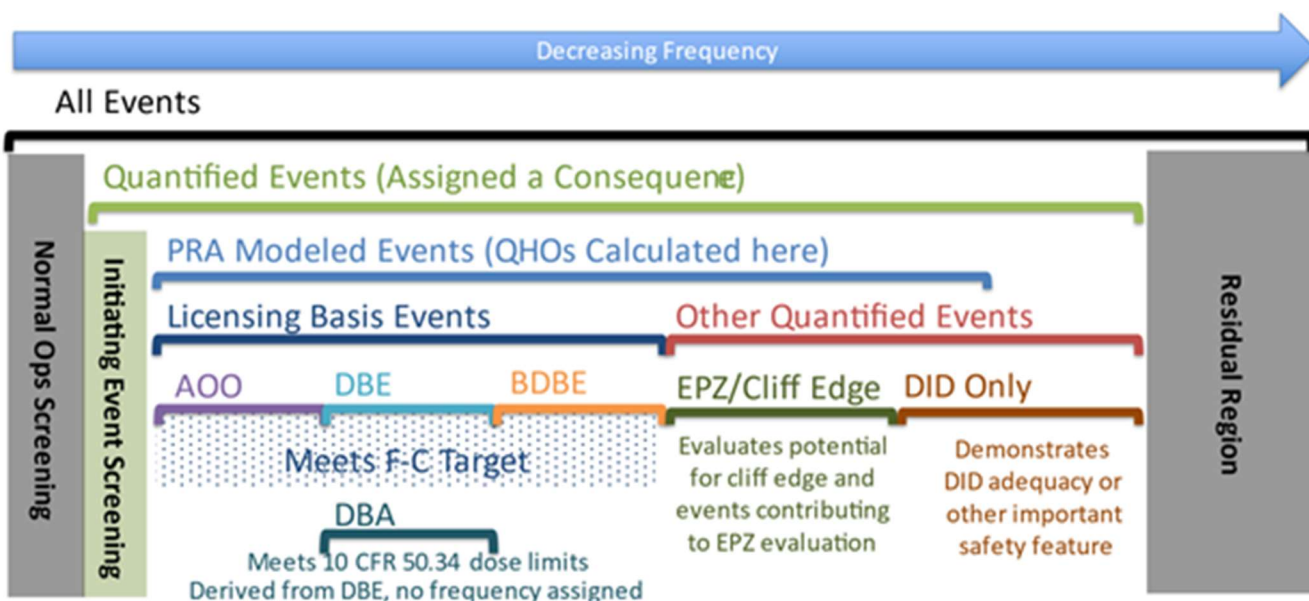 Decreasing Frequency
All Events
Quantified Events (Assigned a Consequence)
PRA Modeled Events (QHOs Calculated here)
Licensing Basis Events
Other Quantified Events
AOO
DBE
BDBE
EPZ/Cliff Edge
DID Only
Meets F-C Target
Evaluates potential
for cliff edge and
events contributing
to EPZ evaluation
Demonstrates
DID adequacy or
other important
safety feature
DBA
Meets 10 CFR 50.34 dose limits
Derived from DBE, no frequency assigned
Normal Ops Screening
Initiating Event Screening
Residual Region